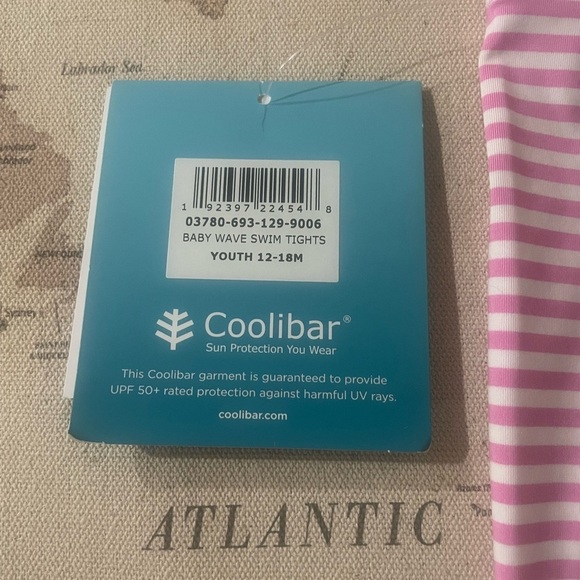 Labrador Sea
1 92397 22454 8
03780-693-129-9006
BABY WAVE SWIM TIGHTS
YOUTH 12-18M
Coolibar®
Sun Protection You Wear
This Coolibar garment is guaranteed to provide
UPF 50+ rated protection against harmful UV rays.
coolibar.com
Sydney
ATLANTIC